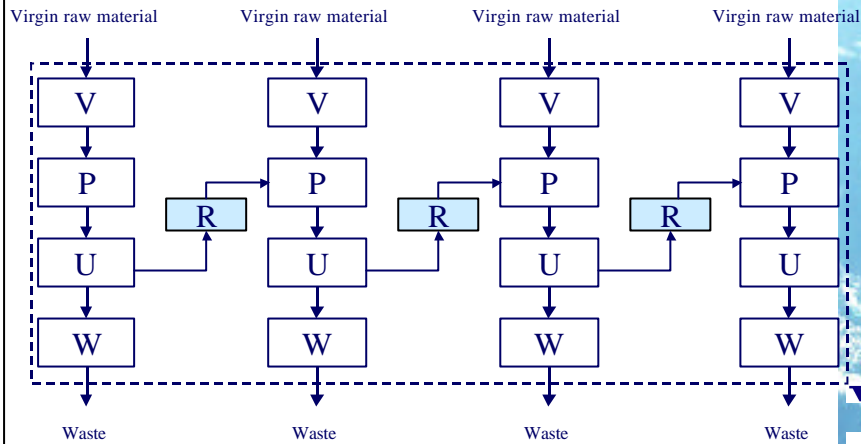 Virgin raw material Virgin raw material Virgin raw material Virgin raw material
V V V V
P P P P
R R R
U U U U
W W W W
Waste Waste Waste Waste